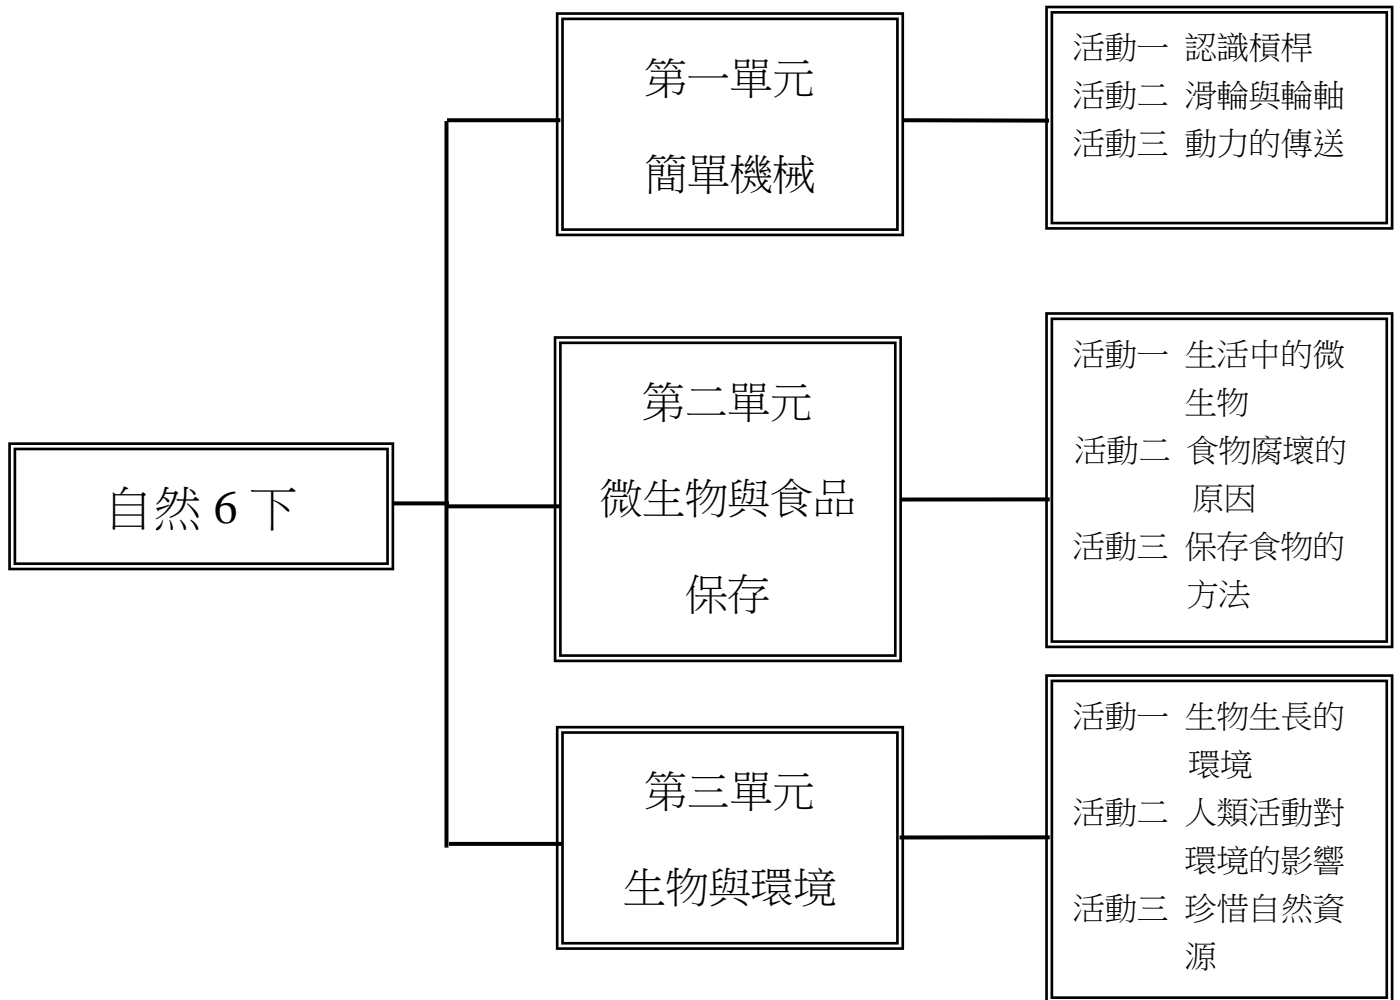 自然 6 下
第一單元
簡單機械
活動一 認識槓桿
活動二 滑輪與輪軸
活動三 動力的傳送
第二單元
微生物與食品
保存
活動一 生活中的微
生物
活動二 食物腐壞的
原因
活動三 保存食物的
方法
第三單元
生物與環境
活動一 生物生長的
環境
活動二 人類活動對
環境的影響
活動三 珍惜自然資
源